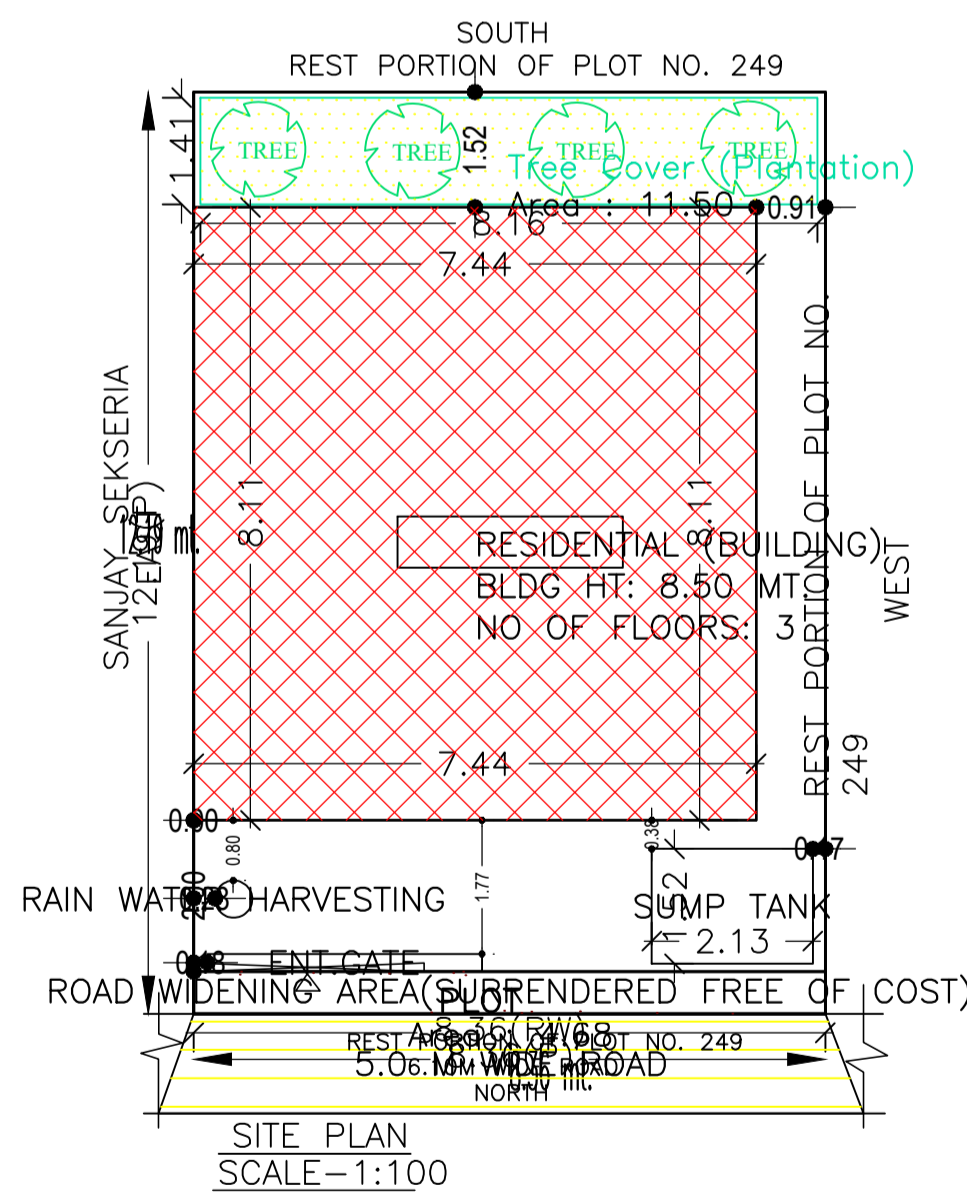 SOUTH
REST PORTION OF PLOT NO. 249
1.41
TREE
TREE
TREE
TREE
1.52
Tree Cover (Plantation)
Area : 11.50
0.91
8.16
7.44
SANJAY SEKSERIA
8.11
8.11
RESIDENTIAL (BUILDING)
BLDG HT: 8.50 MT.
NO OF FLOORS: 3
REST PORTION OF PLOT NO.
249
WEST
7.44
0.80
0.38
1.77
1.52
RAIN WATER HARVESTING
SUMP TANK
2.13
ENT.GATE
ROAD WIDENING AREA(SURRENDERED FREE OF COST)
PLOT
REST PORTION OF PLOT NO. 249
NORTH
SITE PLAN
SCALE-1:100